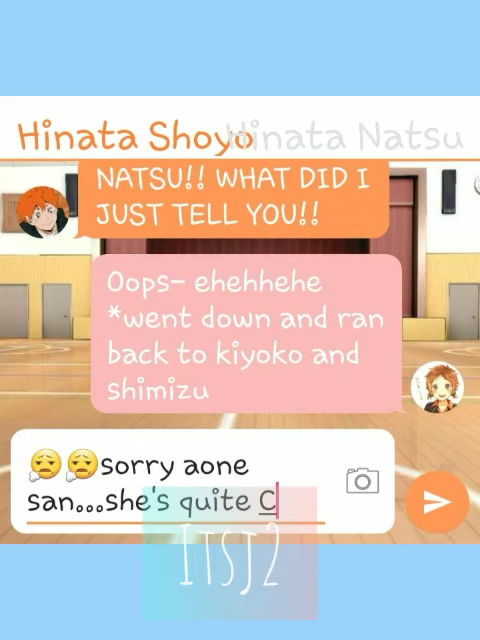 Hinata Shoyo Hinata Natsu
NATSU!! WHAT DID I
JUST TELL YOU!!
Oops- ehehhehe
*went down and ran
back to kiyoko and
shimizu
😮‍💨😮‍💨sorry aone
san...she's quite C
Itsj2